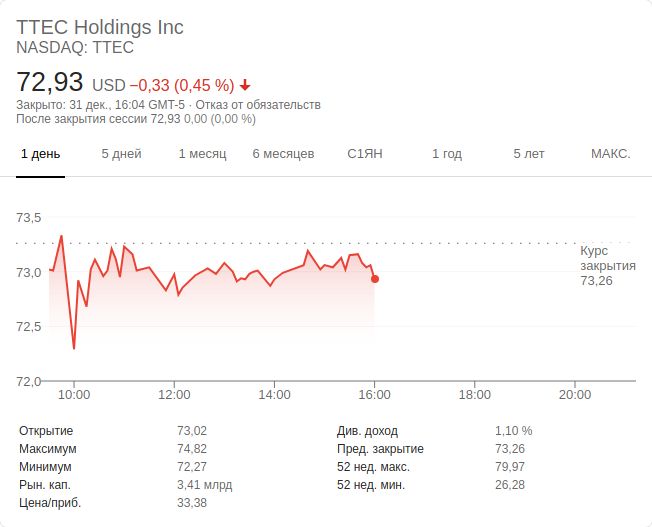 TTEC Holdings Inc
NASDAQ: TTEC
72,93 USD −0,33 (0,45 %)
Закрыто: 31 дек., 16:04 GMT-5 · Отказ от обязательств
После закрытия сессии 72,93 0,00 (0,00 %)
1 день 5 дней 1 месяц 6 месяцев С1ЯН 1 год 5 лет МАКС.
73,5
73,0
72,5
72,0
Курс
закрытия
73,26
10:00 12:00 14:00 16:00 18:00 20:00
Открытие 73,02 Див. доход 1,10 %
Максимум 74,82 Пред. закрытие 73,26
Минимум 72,27 52 нед. макс. 79,97
Рын. кап. 3,41 млрд 52 нед. мин. 26,28
Цена/приб. 33,38